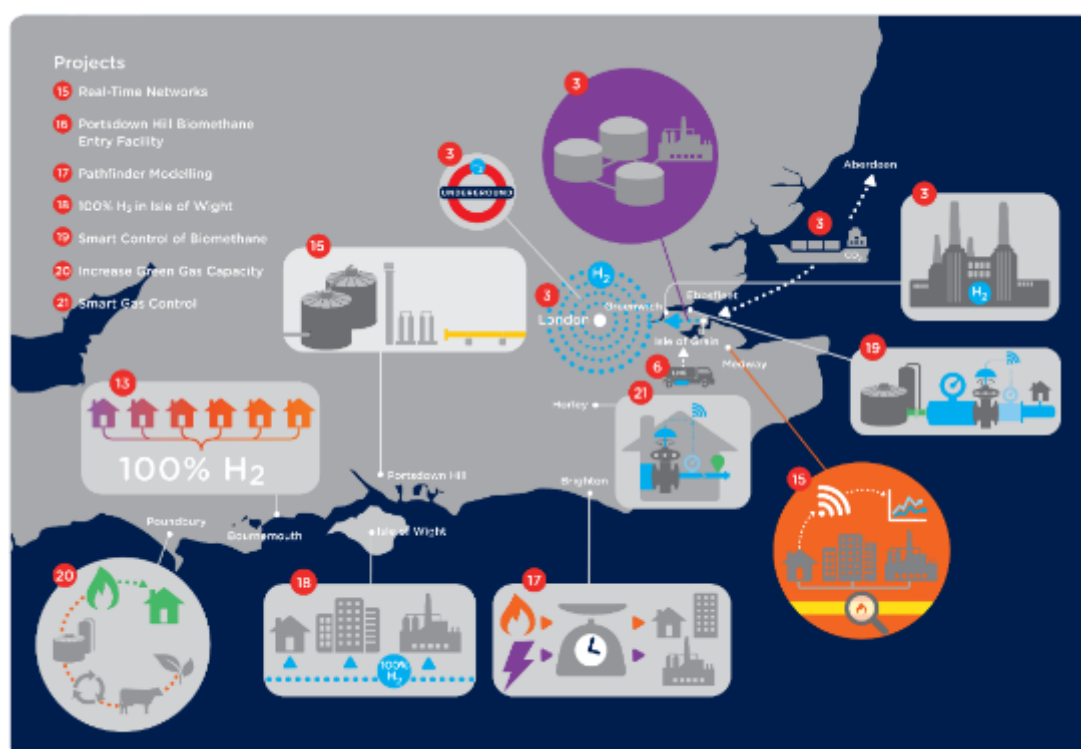 Projects
15 Real-Time Networks
16 Portsdown Hill Biomethane
Entry Facility
17 Pathfinder Modelling
18 100% H2 in Isle of Wight
19 Smart Control of Biomethane
20 Increase Green Gas Capacity
21 Smart Gas Control
3
3
H2
UNDERGROUND
Aberdeen
3
CO2
3
H2
16
H2
3
London
Greenwich
Ebbsfleet
Isle of Grain
Medway
19
6
LNG
21
Horley
13
100% H2
Portsdown Hill
Brighton
15
Poundbury
Bournemouth
Isle of Wight
20
18
100%
H2
17